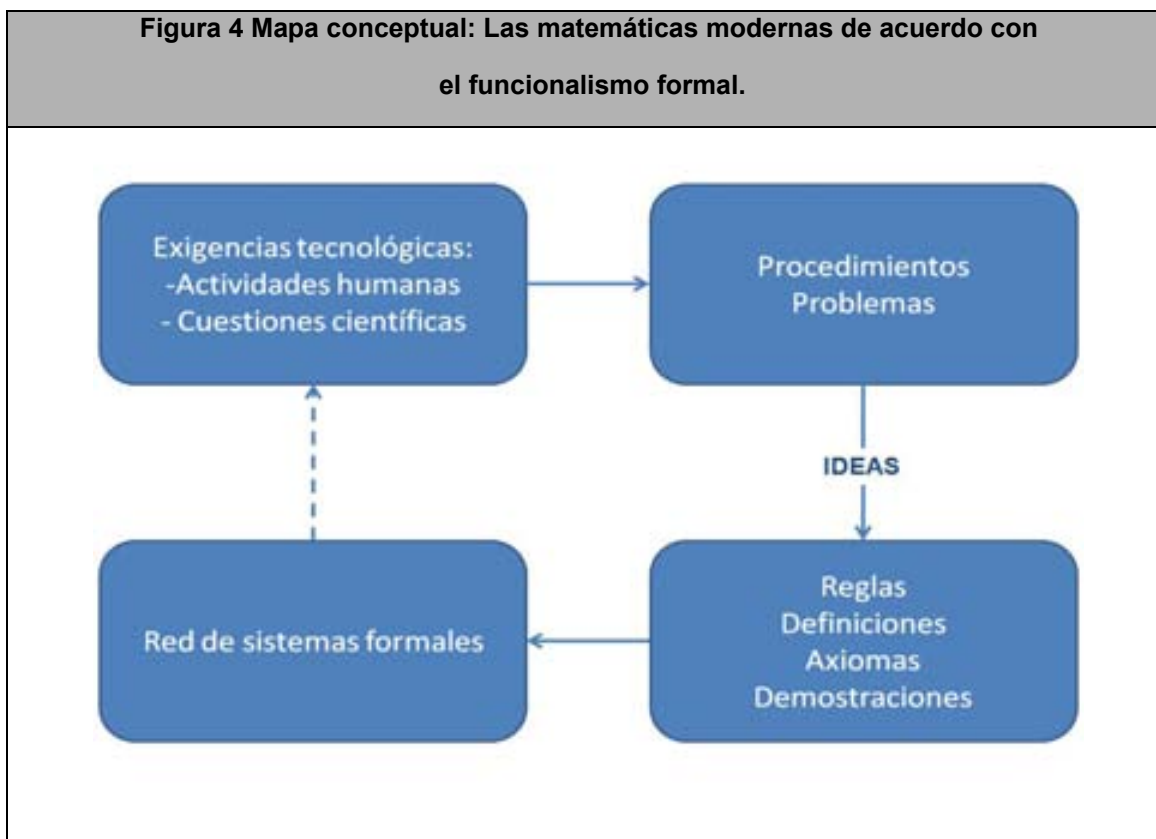 Figura 4 Mapa conceptual: Las matemáticas modernas de acuerdo con
el funcionalismo formal.
Exigencias tecnológicas:
-Actividades humanas
- Cuestiones científicas
Procedimientos
Problemas
IDEAS
Red de sistemas formales
Reglas
Definiciones
Axiomas
Demostraciones